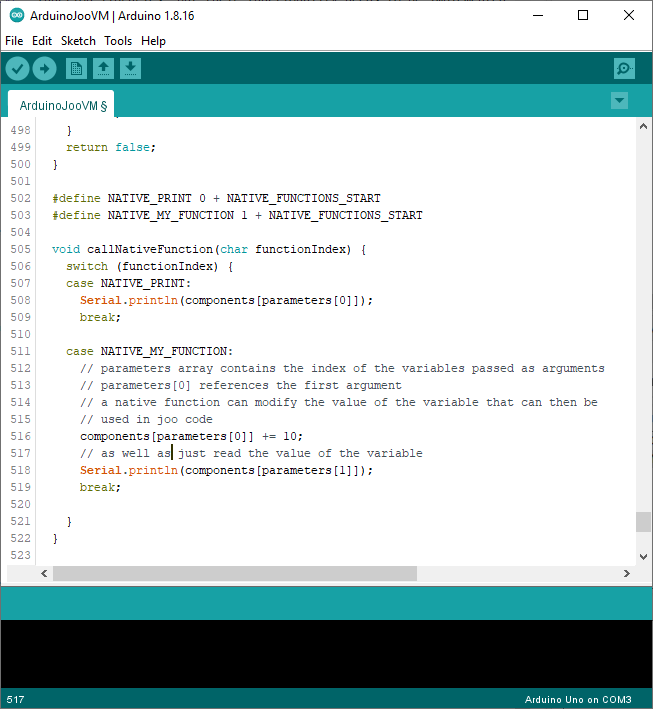 ArduinoJooVM | Arduino 1.8.16
File Edit Sketch Tools Help
ArduinoJooVM §
498 }
499 return false;
500 }
501
502 #define NATIVE_PRINT 0 + NATIVE_FUNCTIONS_START
503 #define NATIVE_MY_FUNCTION 1 + NATIVE_FUNCTIONS_START
504
505 void callNativeFunction(char functionIndex) {
506 switch (functionIndex) {
507 case NATIVE_PRINT:
508 Serial.println(components[parameters[0]]);
509 break;
510
511 case NATIVE_MY_FUNCTION:
512 // parameters array contains the index of the variables passed as arguments
513 // parameters[0] references the first argument
514 // a native function can modify the value of the variable that can then be
515 // used in joo code
516 components[parameters[0]] += 10;
517 // as well as just read the value of the variable
518 Serial.println(components[parameters[1]]);
519 break;
520
521 }
522 }
523
517 Arduino Uno on COM3